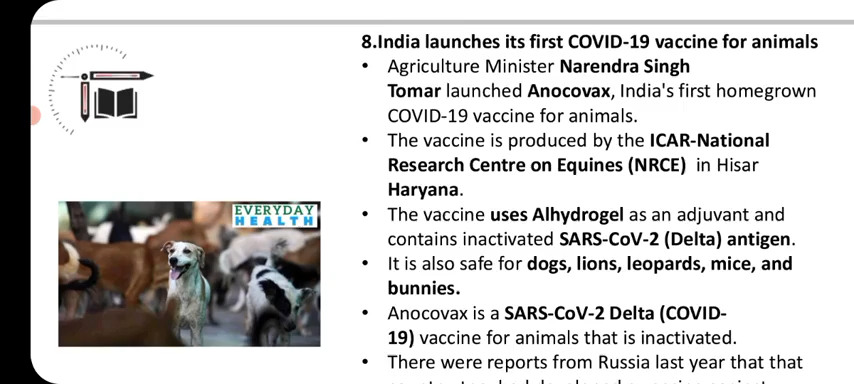 8.India launches its first COVID-19 vaccine for animals
• Agriculture Minister Narendra Singh
Tomar launched Anocovax, India's first homegrown
COVID-19 vaccine for animals.
• The vaccine is produced by the ICAR-National
Research Centre on Equines (NRCE) in Hisar
Haryana.
• The vaccine uses Alhydrogel as an adjuvant and
contains inactivated SARS-CoV-2 (Delta) antigen.
• It is also safe for dogs, lions, leopards, mice, and
bunnies.
• Anocovax is a SARS-CoV-2 Delta (COVID-
19) vaccine for animals that is inactivated.
• There were reports from Russia last year that that
EVERYDAY
HEALTH